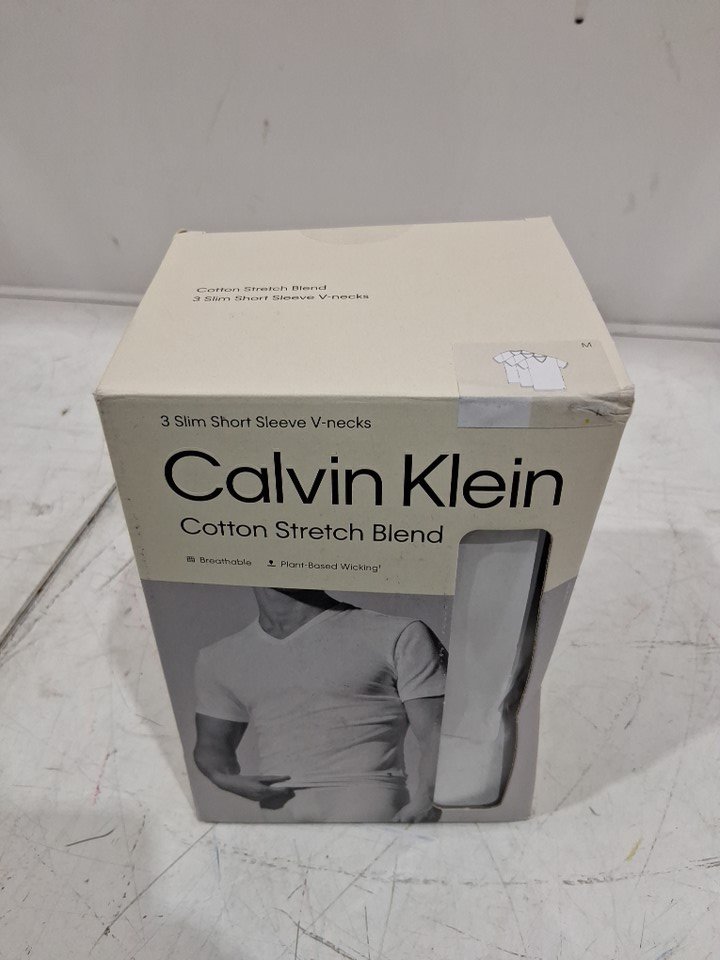 Cotton Stretch Blend
3 Slim Short Sleeve V-necks
M
3 Slim Short Sleeve V-necks
Calvin Klein
Cotton Stretch Blend
Breathable Plant-Based Wicking†